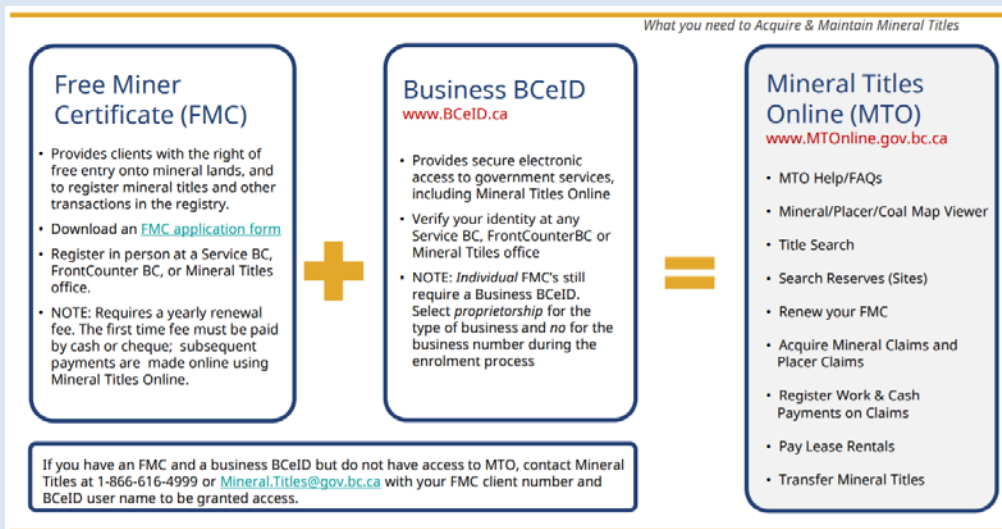 What you need to Acquire & Maintain Mineral Titles
Free Miner
Certificate (FMC)
• Provides clients with the right of
free entry onto mineral lands, and
to register mineral titles and other
transactions in the registry.
• Download an FMC application form
• Register in person at a Service BC,
FrontCounter BC, or Mineral Titles
office.
• NOTE: Requires a yearly renewal
fee. The first time fee must be paid
by cash or cheque; subsequent
payments are made online using
Mineral Titles Online.
+
Business BCeID
www.BCeID.ca
• Provides secure electronic
access to government services,
including Mineral Titles Online
• Verify your identity at any
Service BC, FrontCounterBC or
Mineral Tiles office
• NOTE: Individual FMC's still
require a Business BCeID.
Select proprietorship for the
type of business and no for the
business number during the
enrolment process
=
Mineral Titles
Online (MTO)
www.MTOnline.gov.bc.ca
• MTO Help/FAQs
• Mineral/Placer/Coal Map Viewer
• Title Search
• Search Reserves (Sites)
• Renew your FMC
• Acquire Mineral Claims and
Placer Claims
• Register Work & Cash
Payments on Claims
• Pay Lease Rentals
• Transfer Mineral Titles
If you have an FMC and a business BCeID but do not have access to MTO, contact Mineral
Titles at 1-866-616-4999 or Mineral.Titles@gov.bc.ca with your FMC client number and
BCeID user name to be granted access.